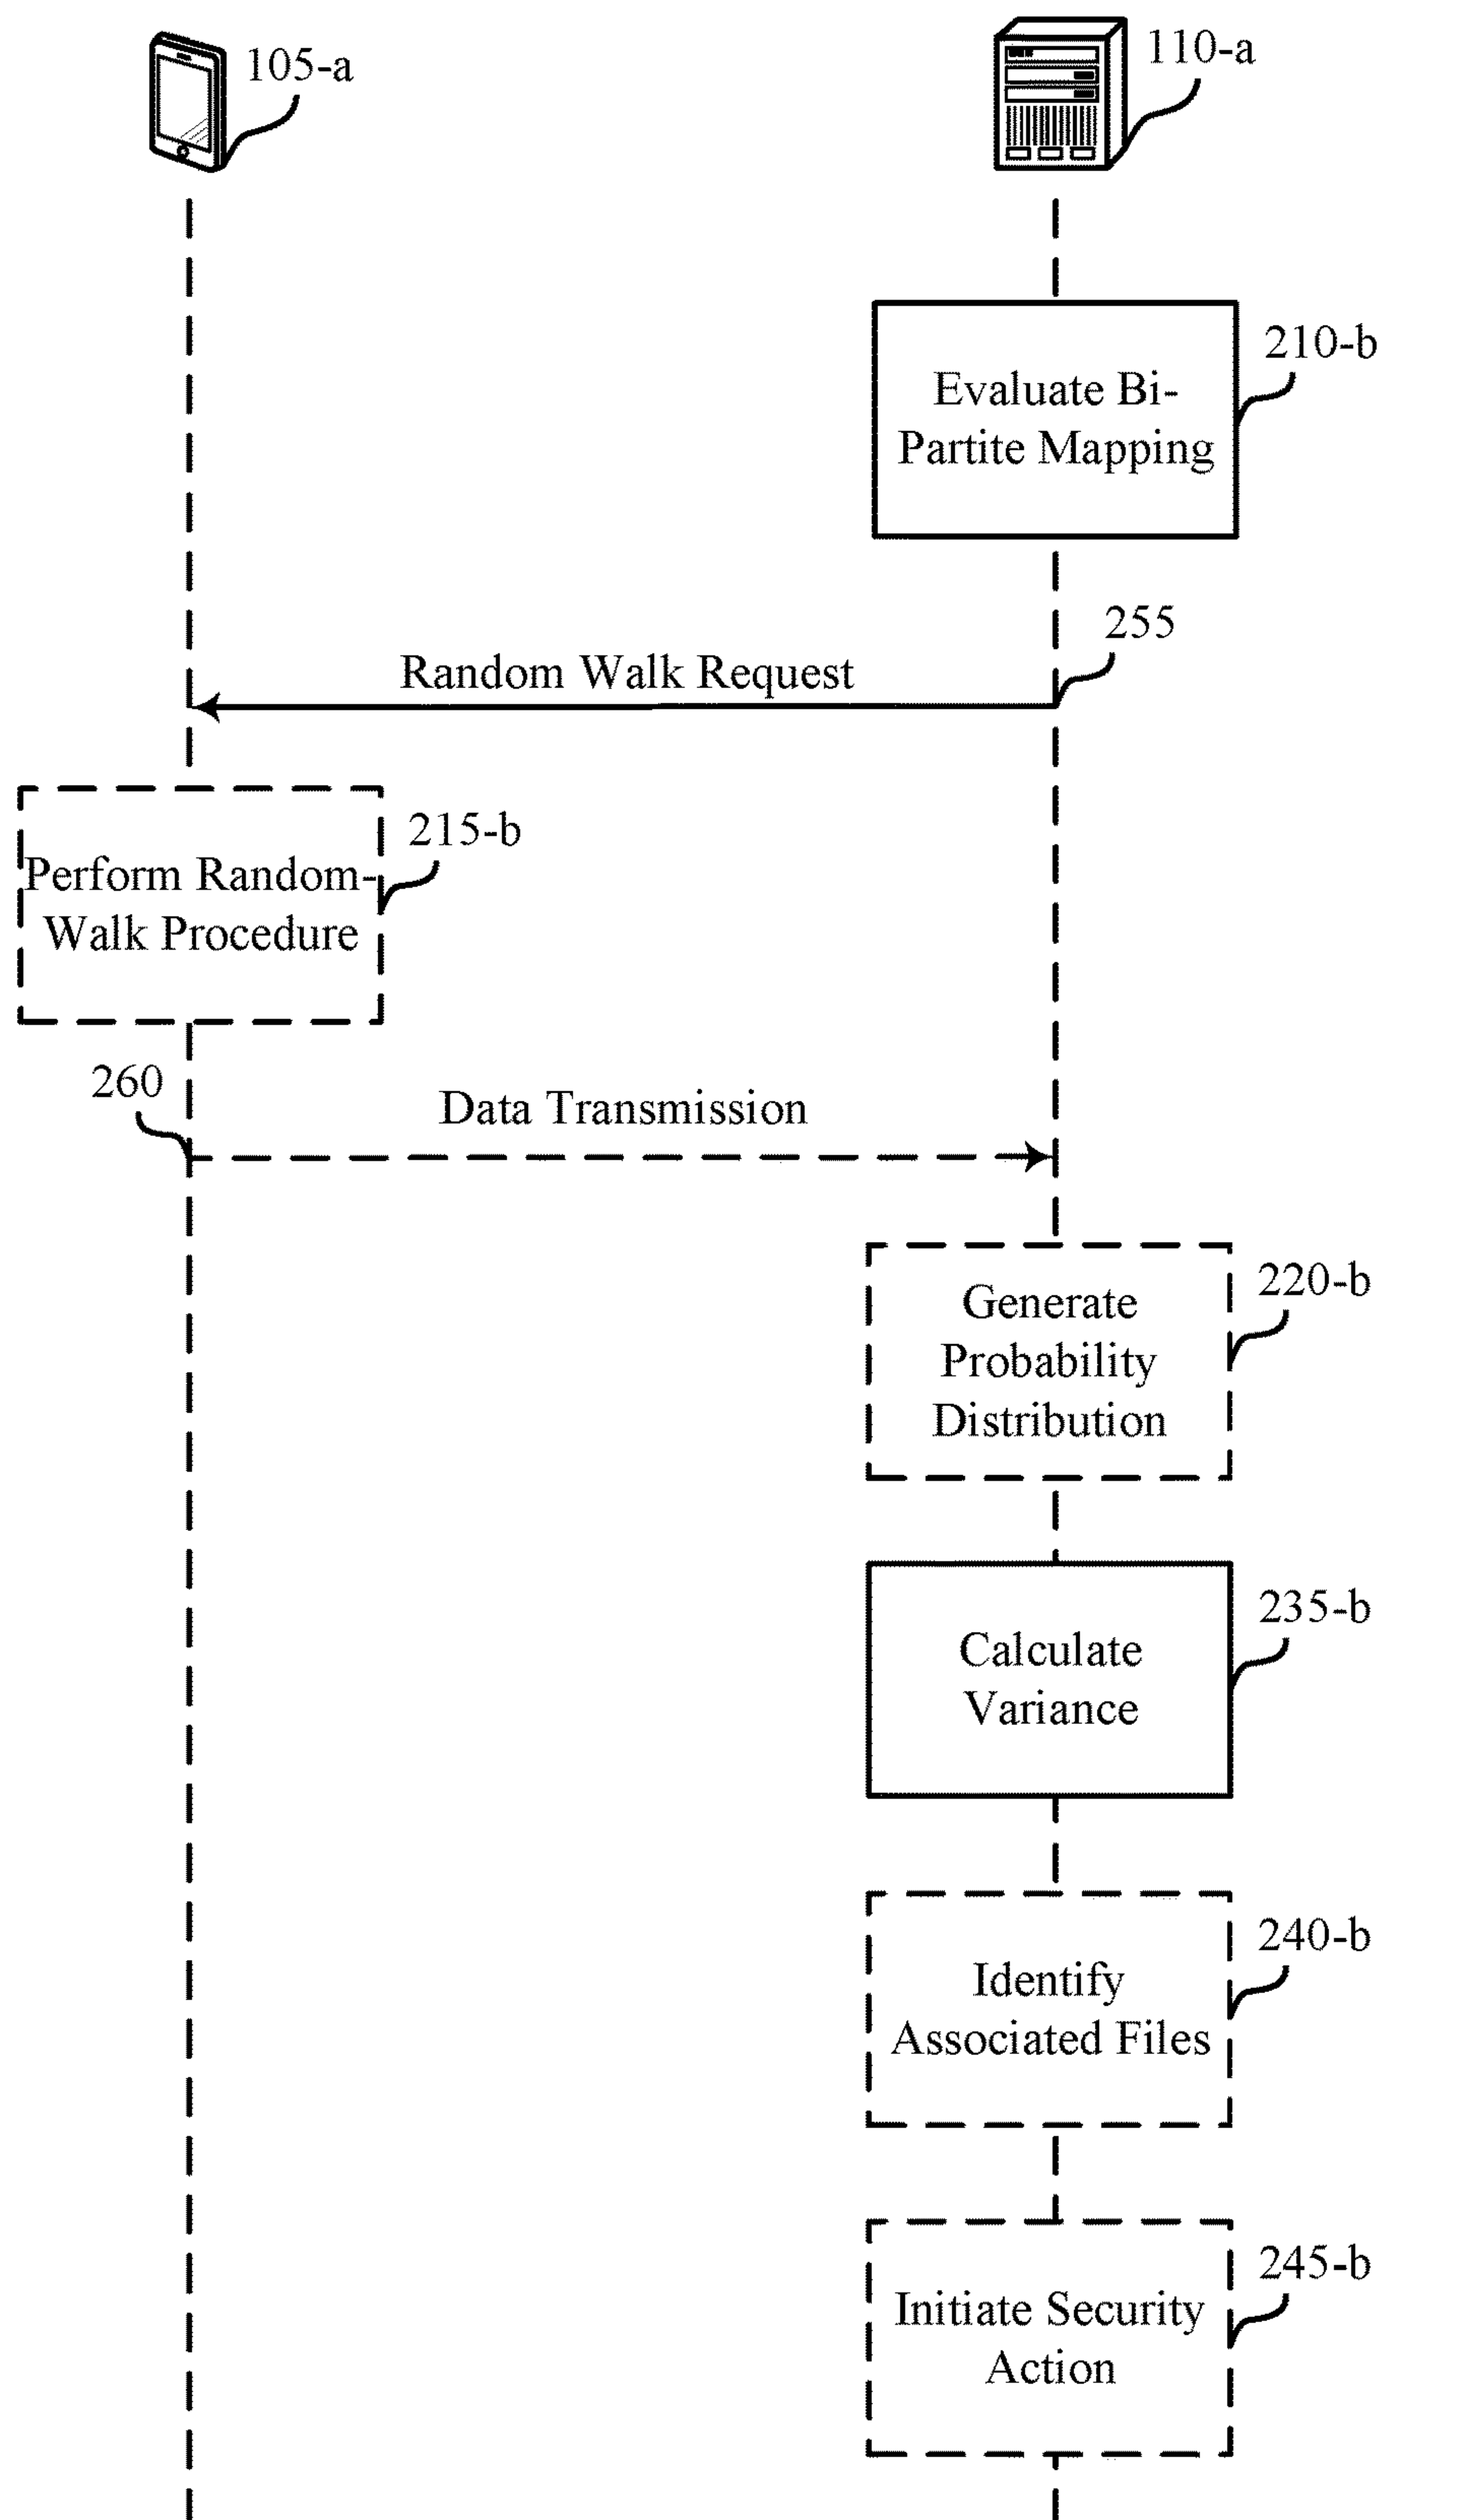 105-a
110-a
210-b
Evaluate Bi-
Partite Mapping
255
Random Walk Request
215-b
Perform Random-
Walk Procedure
260
Data Transmission
220-b
Generate
Probability
Distribution
235-b
Calculate
Variance
240-b
Identify
Associated Files
245-b
Initiate Security
Action